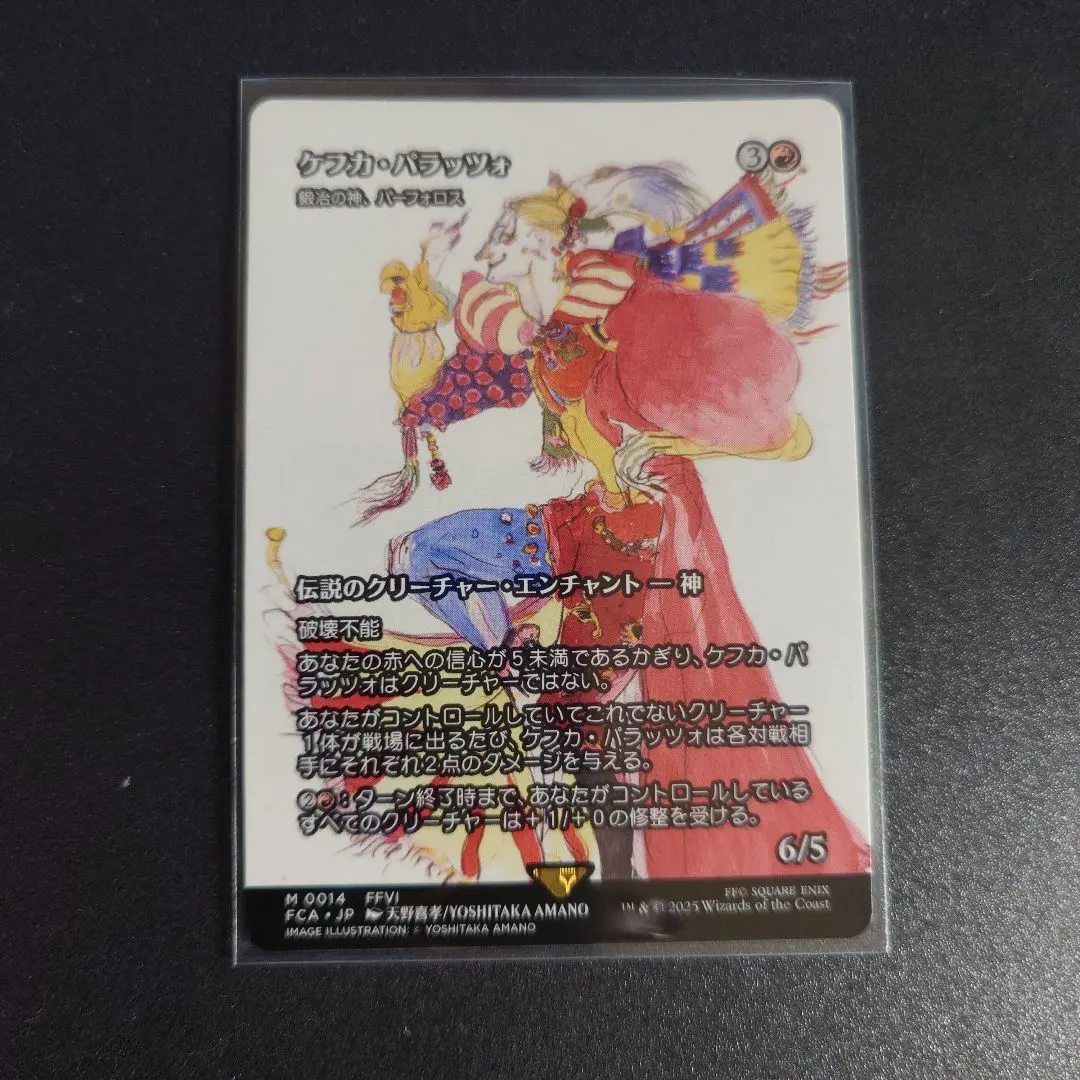 ケフカ・パラッツォ 3
鍛冶の神、パーフォロス
伝説のクリーチャー・エンチャント — 神
破壊不能
あなたの赤への信心が5未満であるかぎり、ケフカ・パ
ラッツォはクリーチャーではない。
あなたがコントロールしていてこれでないクリーチャー
1体が戦場に出るたび、ケフカ・パラッツォは各対戦相
手にそれぞれ2点のダメージを与える。
2:ターン終了時まで、あなたがコントロールしている
すべてのクリーチャーは+1/+0の修整を受ける。
6/5
M 0014 FFVI
FCA • JP 天野喜孝/YOSHITAKA AMANO
IMAGE ILLUSTRATION: © YOSHITAKA AMANO
FF© SQUARE ENIX
™ & © 2025 Wizards of the Coast